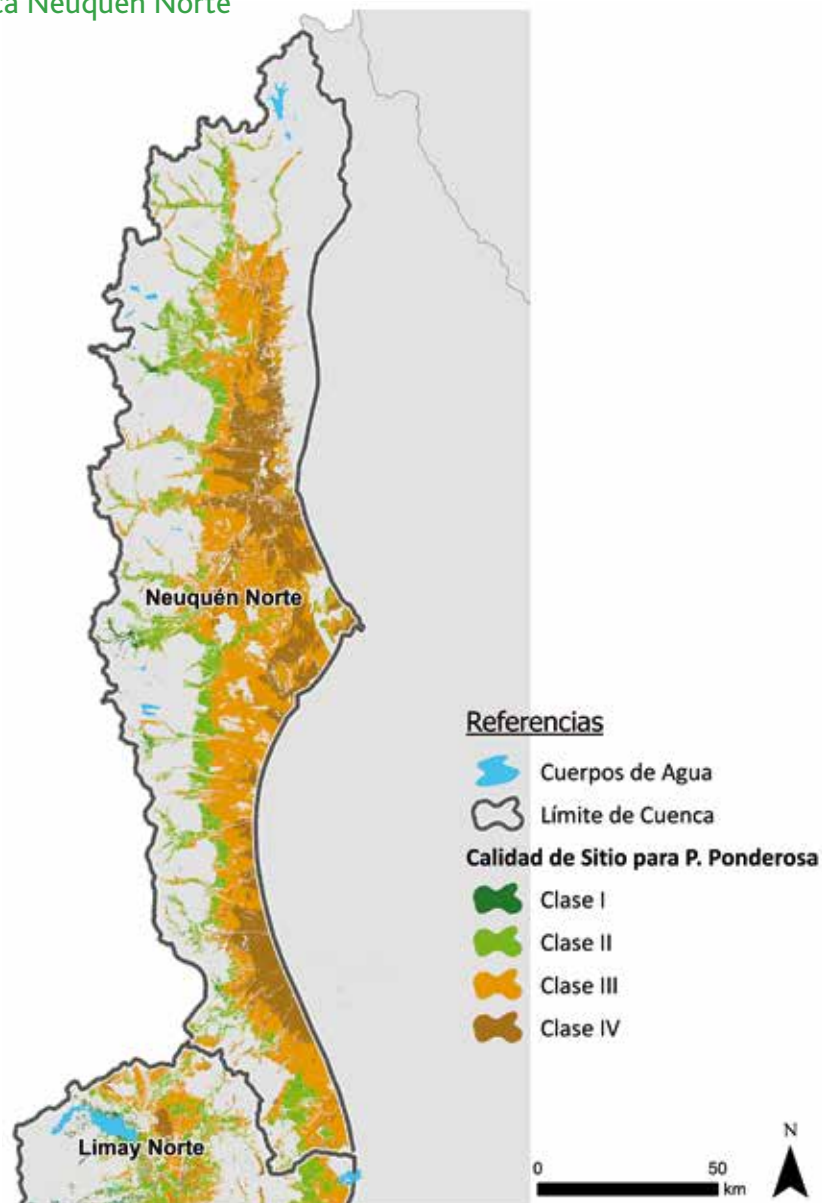 Neuquén Norte
Neuquén Norte
Referencias
Cuerpos de Agua
Límite de Cuenca
Calidad de Sitio para P. Ponderosa
Clase I
Clase II
Clase III
Clase IV
Limay Norte
N
0 50
km